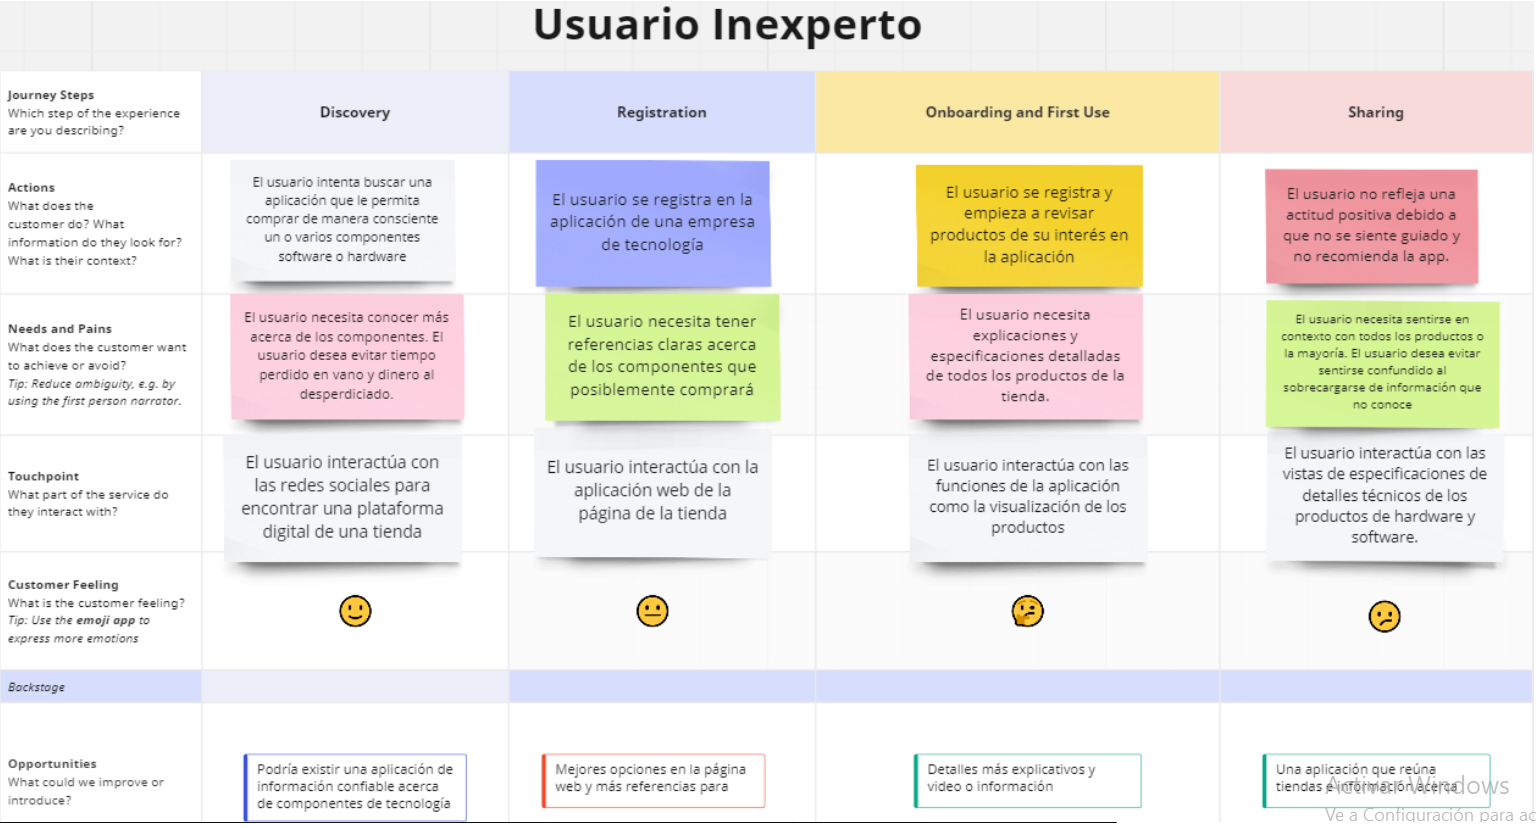 Usuario Inexperto
Journey Steps
Which step of the experience
are you describing?
Discovery
Registration
Onboarding and First Use
Sharing
Actions
What does the
customer do? What
information do they look for?
What is their context?
El usuario intenta buscar una
aplicación que le permita
comprar de manera consciente
un o varios componentes
software o hardware
El usuario se registra en la
aplicación de una empresa
de tecnología
El usuario se registra y
empieza a revisar
productos de su interés en
la aplicación
El usuario no refleja una
actitud positiva debido a
que no se siente guiado y
no recomienda la app.
Needs and Pains
What does the customer want
to achieve or avoid?
Tip: Reduce ambiguity, e.g. by
using the first person narrator.
El usuario necesita conocer más
acerca de los componentes. El
usuario desea evitar tiempo
perdido en vano y dinero al
desperdiciado.
El usuario necesita tener
referencias claras acerca
de los componentes que
posiblemente comprará
El usuario necesita
explicaciones y
especificaciones detalladas
de todos los productos de la
tienda.
El usuario necesita sentirse en
contexto con todos los productos o
la mayoría. El usuario desea evitar
sentirse confundido al
sobrecargarse de información que
no conoce
Touchpoint
What part of the service do
they interact with?
El usuario interactúa con
las redes sociales para
encontrar una plataforma
digital de una tienda
El usuario interactúa con la
aplicación web de la
página de la tienda
El usuario interactúa con las
funciones de la aplicación
como la visualización de los
productos
El usuario interactúa con las
vistas de especificaciones de
detalles técnicos de los
productos de hardware y
software.
Customer Feeling
What is the customer feeling?
Tip: Use the emoji app to
express more emotions
Backstage
Opportunities
What could we improve or
introduce?
Podría existir una aplicación de
información confiable acerca
de componentes de tecnología
Mejores opciones en la página
web y más referencias para
Detalles más explicativos y
video o información
Una aplicación que reúna
tiendas e información acerca
Activar Windows
Ve a Configuración para ac